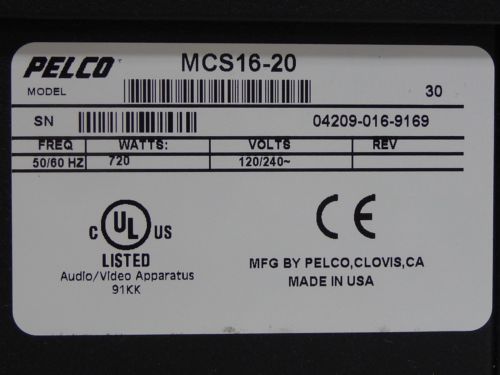 PELCO MCS16-20
MODEL 30
SN 04209-016-9169
FREQ WATTS: VOLTS REV
50/60 HZ 720 120/240~
C UL US CE
LISTED
Audio/Video Apparatus
91KK
MFG BY PELCO,CLOVIS,CA
MADE IN USA